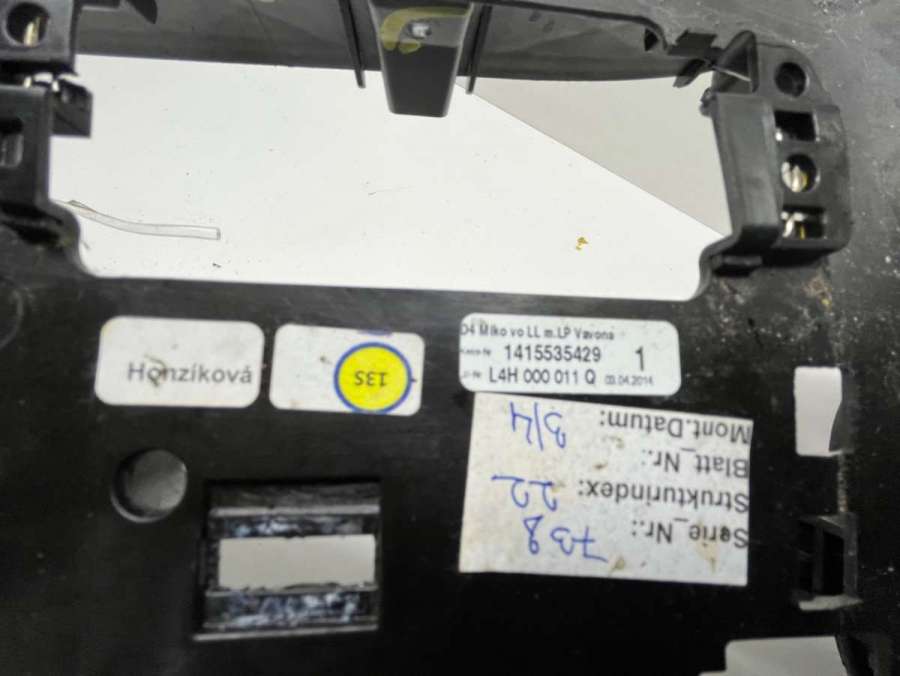 Honzíková
13S
D4 Mlko vo LL m.LP Vavona
1415535429 1
L4H 000 011 Q 03.04.2014
Serie_Nr.: 738
Strukturindex: 22
Blatt_Nr.:
Mont.Datum: 3/4